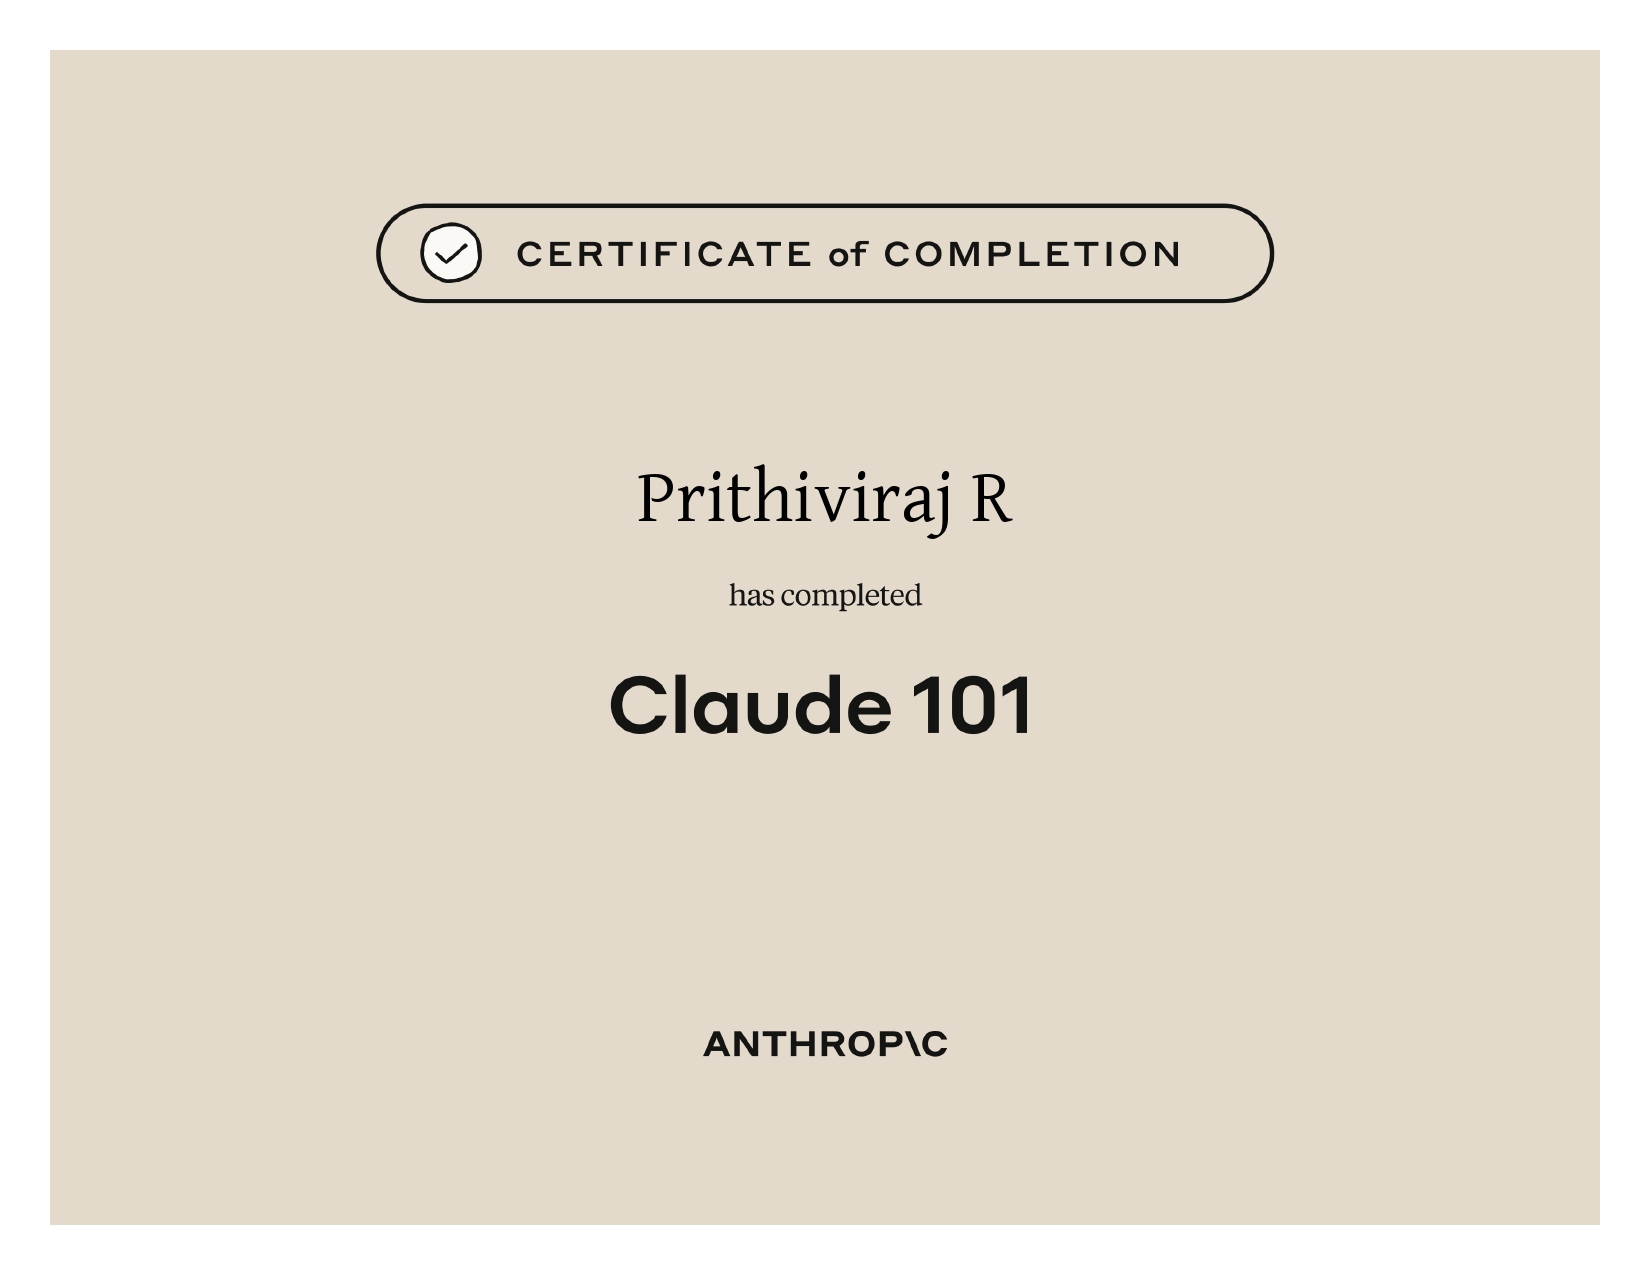 CERTIFICATE of COMPLETION
Prithiviraj R
has completed
Claude 101
ANTHROP\C